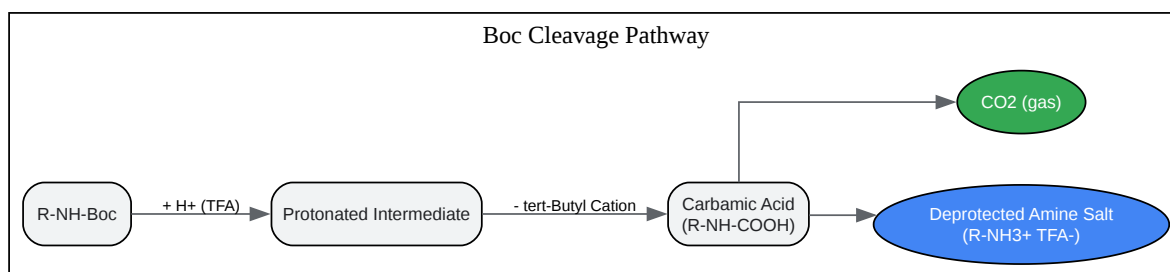 Boc Cleavage Pathway
CO2 (gas)
R-NH-Boc
+ H+ (TFA)
Protonated Intermediate
- tert-Butyl Cation
Carbamic Acid
(R-NH-COOH)
Deprotected Amine Salt
(R-NH3+ TFA-)